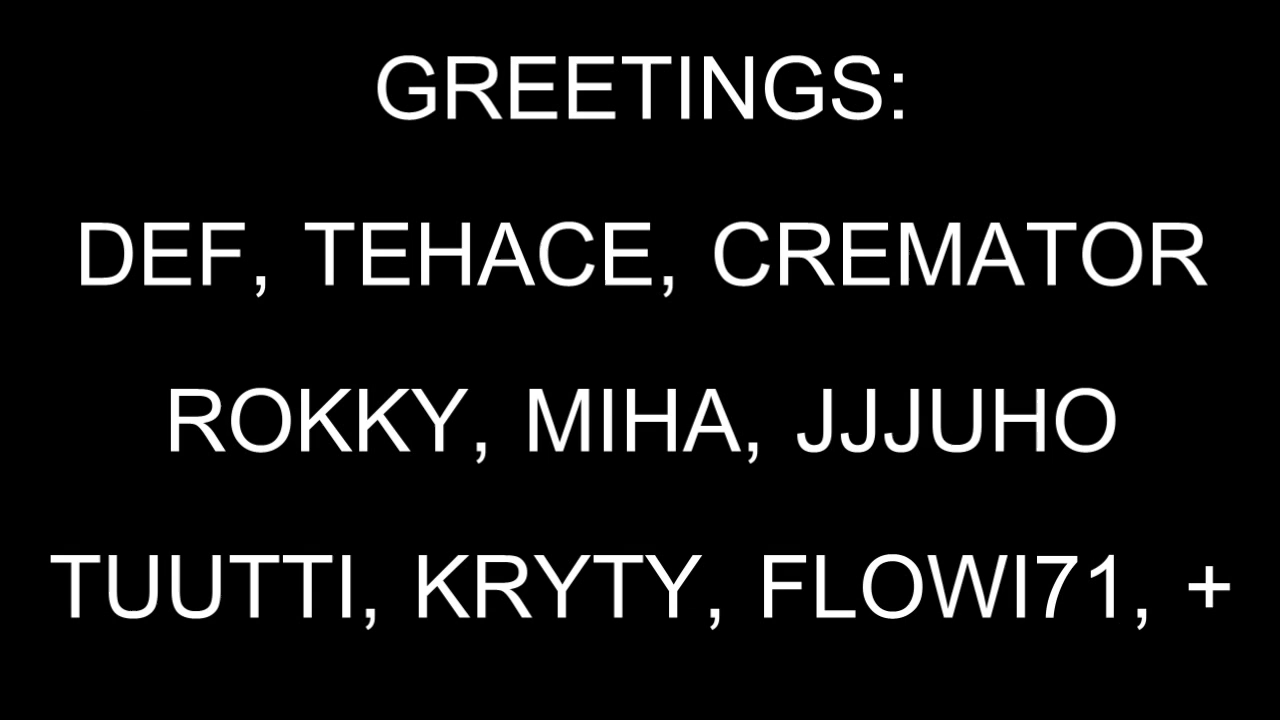 GREETINGS:
DEF, TEHACE, CREMATOR
ROKKY, MIHA, JJJUHO
TUUTTI, KRYTY, FLOWI71, +